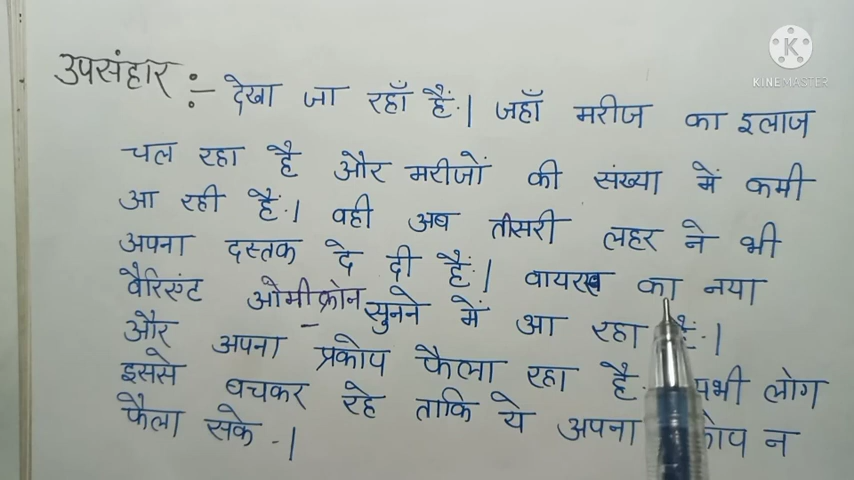 K
KINEMASTER
उपसंहार :- देखा जा रहाँ हैं.। जहाँ मरीज का इलाज
चल रहा है और मरीजों की संख्या में कमी
आ रही हैं.। वही अब तीसरी लहर ने भी
अपना दस्तक दे दी हैं.। वायरस का नया
वैरिएंट ओमीक्रोन सुनने में आ रहा है.।
और अपना प्रकोप फैला रहा है. लोग
इससे बचकर रहे ताकि ये अपना न
फैला सके -।